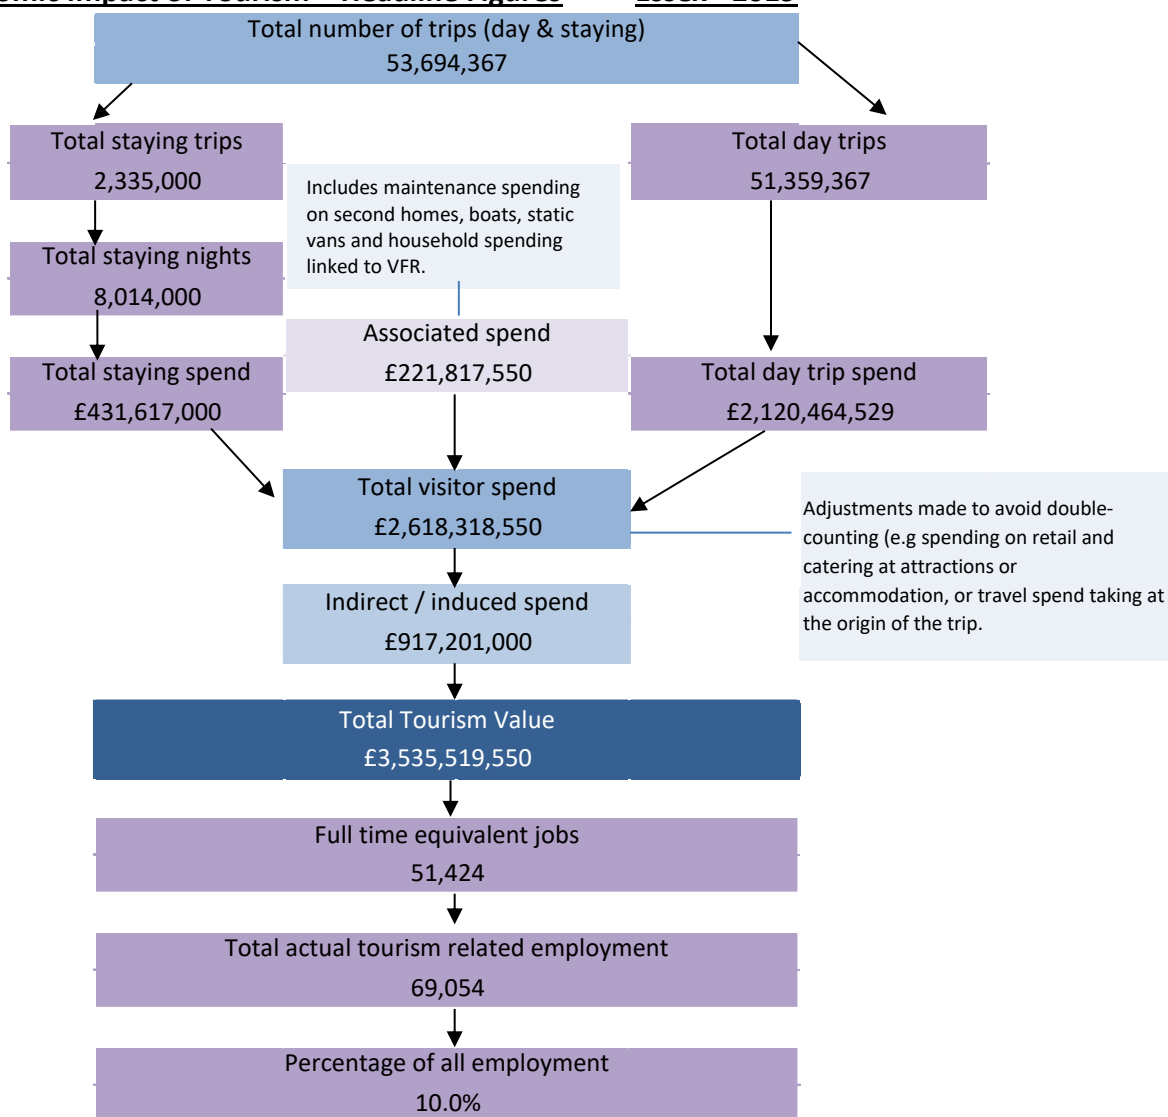 Impact of Tourism – Headline Figures Essex
Total number of trips (day & staying)
53,694,367
Total staying trips
2,335,000
Total day trips
51,359,367
Includes maintenance spending
on second homes, boats, static
vans and household spending
linked to VFR.
Total staying nights
8,014,000
Associated spend
£221,817,550
Total staying spend
£431,617,000
Total day trip spend
£2,120,464,529
Total visitor spend
£2,618,318,550
Adjustments made to avoid double-
counting (e.g spending on retail and
catering at attractions or
accommodation, or travel spend taking at
the origin of the trip.
Indirect / induced spend
£917,201,000
Total Tourism Value
£3,535,519,550
Full time equivalent jobs
51,424
Total actual tourism related employment
69,054
Percentage of all employment
10.0%